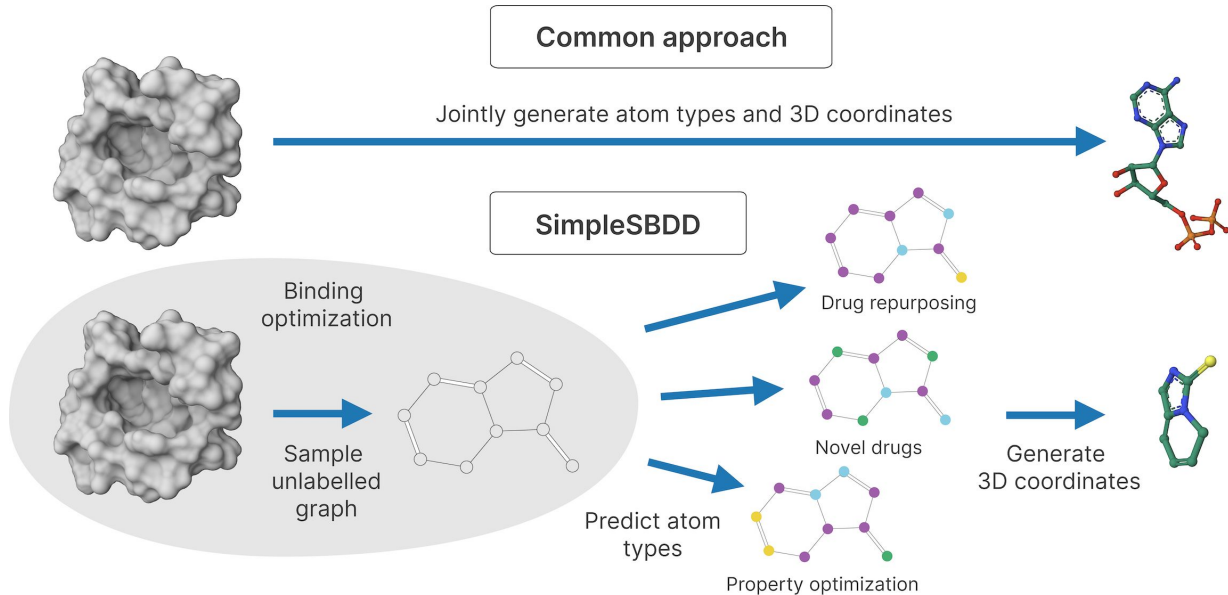 Common approach
Jointly generate atom types and 3D coordinates
SimpleSBDD
Binding
optimization
Sample
unlabelled
graph
Predict atom
types
Drug repurposing
Novel drugs
Property optimization
Generate
3D coordinates